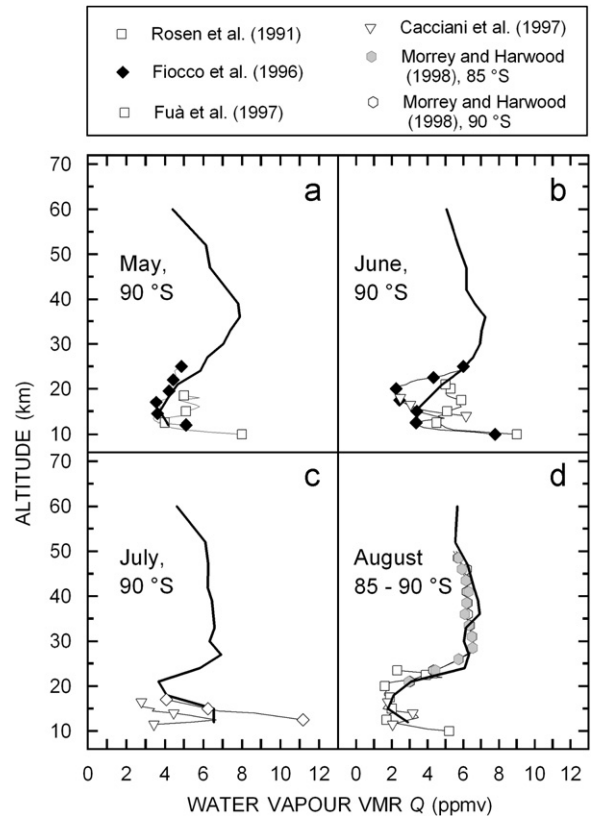 Rosen et al. (1991)
Fiocco et al. (1996)
Fuà et al. (1997)
Cacciani et al. (1997)
Morrey and Harwood
(1998), 85 °S
Morrey and Harwood
(1998), 90 °S
70
60
50
40
30
20
10
a
May,
90 °S
b
June,
90 °S
ALTITUDE (km)
70
60
50
40
30
20
10
c
July,
90 °S
d
August
85 - 90 °S
0 2 4 6 8 10 12 0 2 4 6 8 10 12
WATER VAPOUR VMR Q (ppmv)